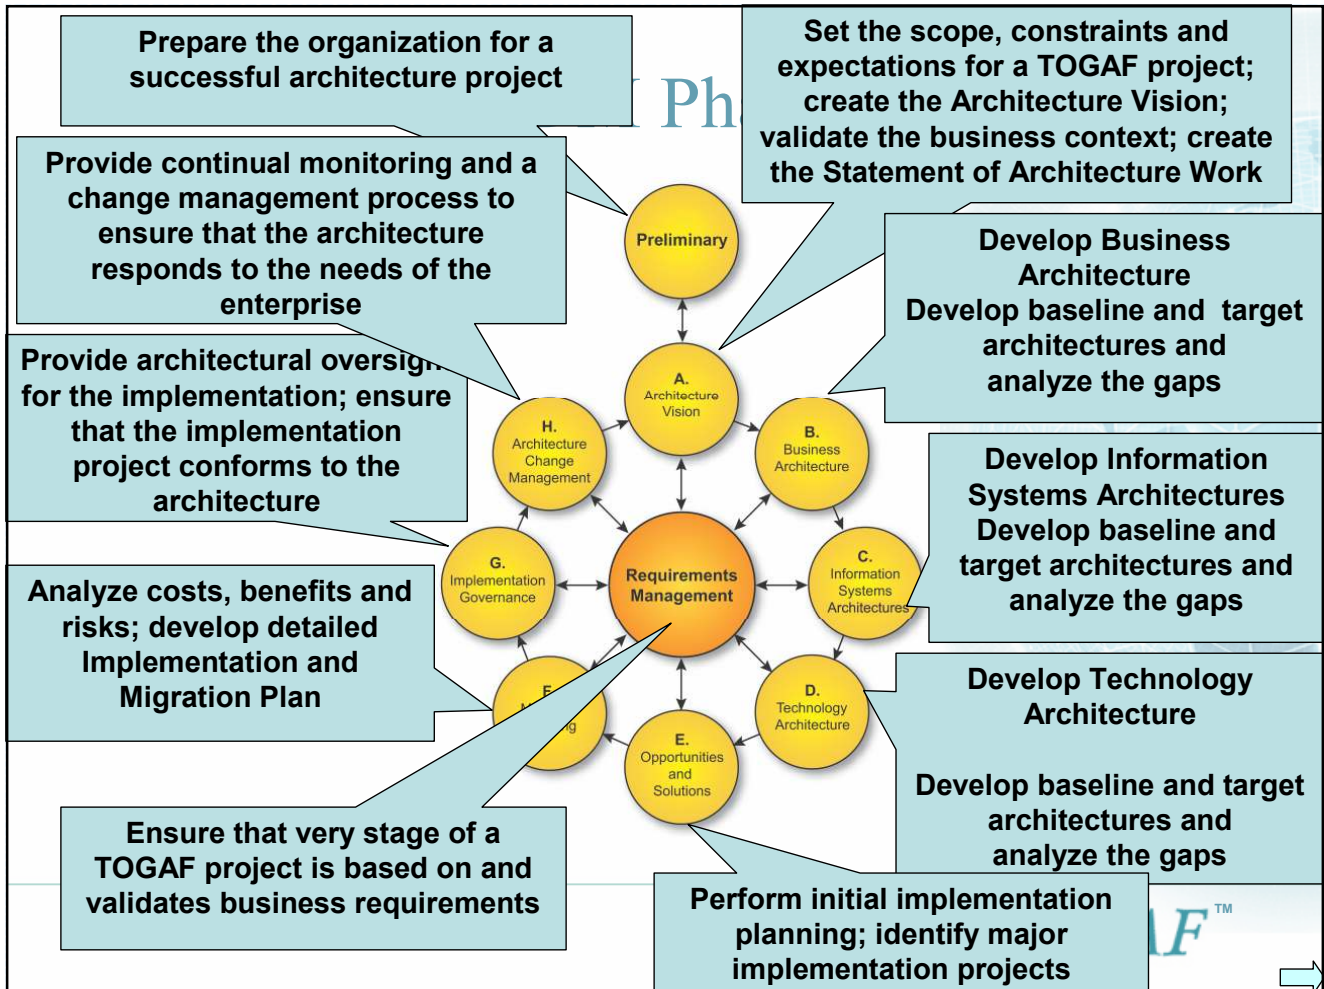 Prepare the organization for a
successful architecture project
Set the scope, constraints and
expectations for a TOGAF project;
create the Architecture Vision;
validate the business context; create
the Statement of Architecture Work
Provide continual monitoring and a
change management process to
ensure that the architecture
responds to the needs of the
enterprise
Preliminary
Develop Business
Architecture
Develop baseline and target
architectures and
analyze the gaps
Provide architectural
for the implementation; ensure
that the implementation
project conforms to the
architecture
A.
Architecture
Vision
H.
Architecture
Change
Management
B.
Business
Architecture
Develop Information
Systems Architectures
Develop baseline and
target architectures and
analyze the gaps
G.
Implementation
Governance
Requirements
Management
C.
Information
Systems
Architectures
Analyze costs, benefits and
risks; develop detailed
Implementation and
Migration Plan
D.
Technology
Architecture
E.
Opportunities
and
Solutions
Develop Technology
Architecture
Develop baseline and target
architectures and
analyze the gaps
Ensure that very stage of a
TOGAF project is based on and
validates business requirements
Perform initial implementation
planning; identify major
implementation projects
TM